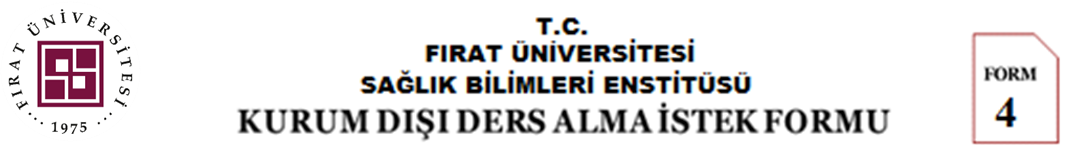 FIRAT ÜNİVERSİTESİ
1975
T.C.
FIRAT ÜNİVERSİTESİ
SAĞLIK BİLİMLERİ ENSTİTÜSÜ
KURUM DIŞI DERS ALMA İSTEK FORMU
FORM
4